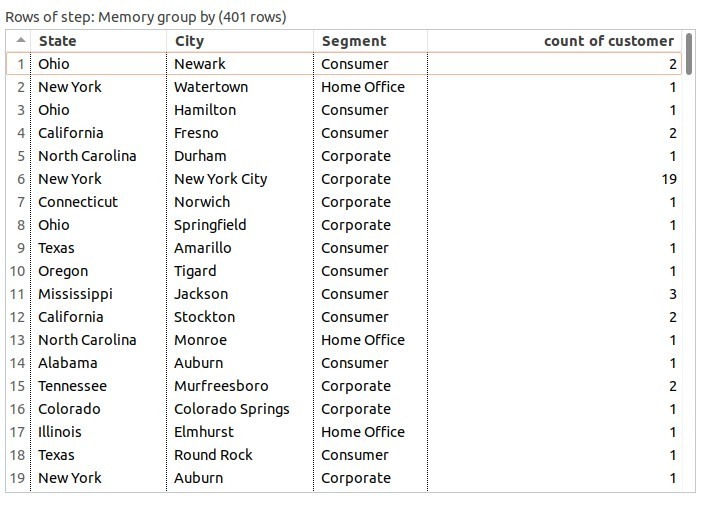 Rows of step: Memory group by (401 rows)
State City Segment count of customer
1 Ohio Newark Consumer 2
2 New York Watertown Home Office 1
3 Ohio Hamilton Consumer 1
4 California Fresno Consumer 2
5 North Carolina Durham Corporate 1
6 New York New York City Corporate 19
7 Connecticut Norwich Corporate 1
8 Ohio Springfield Corporate 1
9 Texas Amarillo Consumer 1
10 Oregon Tigard Consumer 1
11 Mississippi Jackson Consumer 3
12 California Stockton Consumer 2
13 North Carolina Monroe Home Office 1
14 Alabama Auburn Consumer 1
15 Tennessee Murfreesboro Corporate 2
16 Colorado Colorado Springs Corporate 1
17 Illinois Elmhurst Home Office 1
18 Texas Round Rock Consumer 1
19 New York Auburn Corporate 1